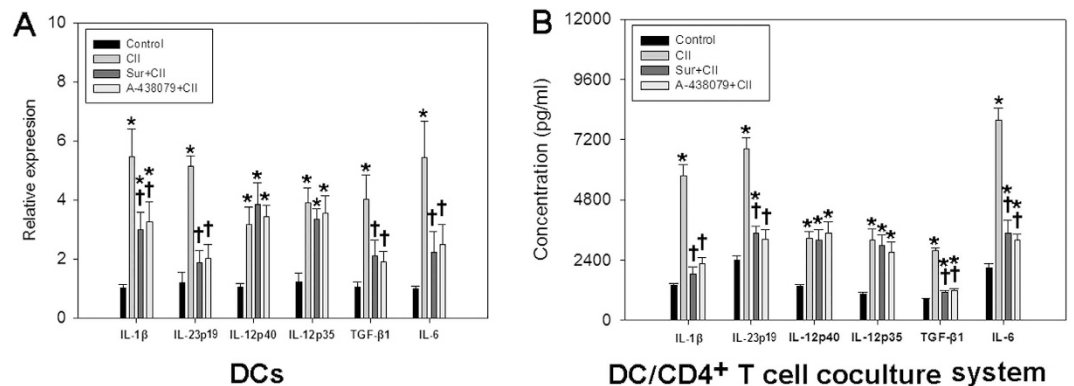 A
10
8
6
4
2
0
Relative expreesion
Control
CII
Sur+CII
A-438079+CII
* * † * † * * † † * * * * * * * † † * † †
IL-1β IL-23p19 IL-12p40 IL-12p35 TGF-β1 IL-6
DCs
B
12000
9600
7200
4800
2400
0
Concentration (pg/ml)
Control
CII
Sur+CII
A-438079+CII
* † † * * † † * * * * * * * * † * † * * † * †
IL-1β IL-23p19 IL-12p40 IL-12p35 TGF-β1 IL-6
DC/CD4+ T cell coculture system